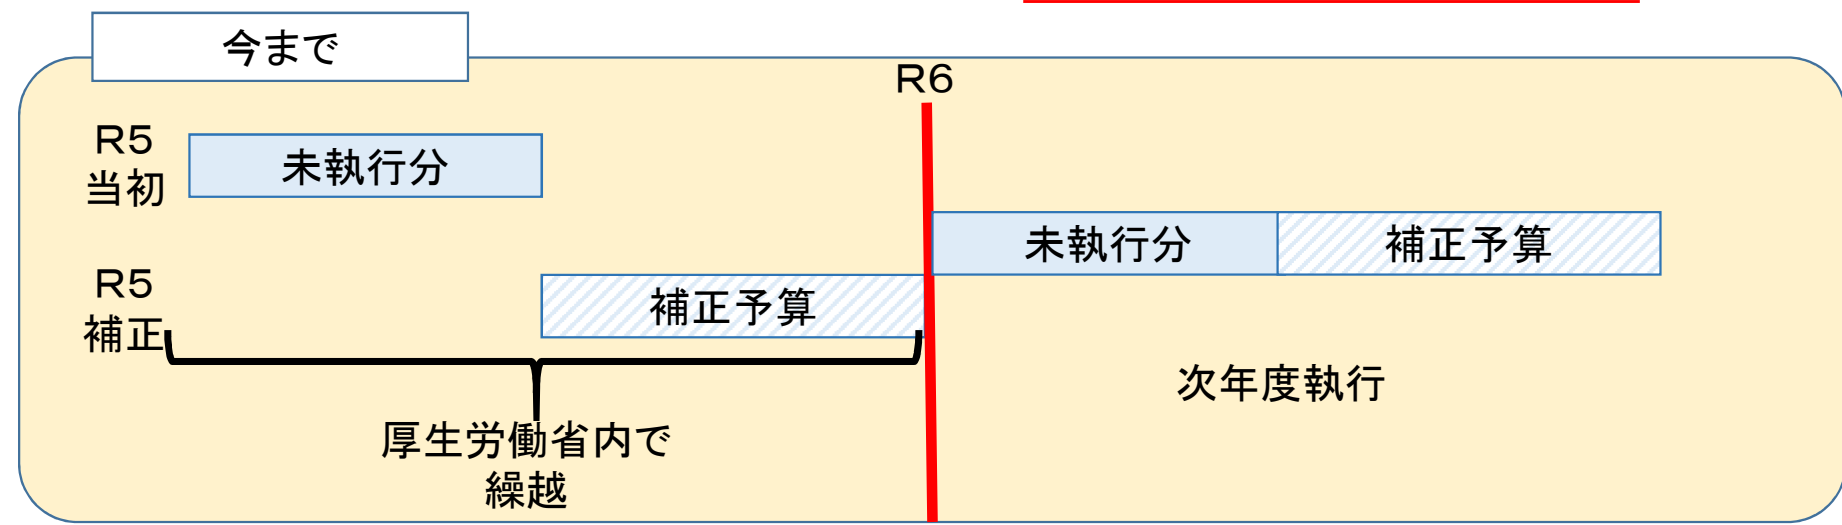 今まで
R6
R5
当初
未執行分
未執行分
補正予算
R5
補正
補正予算
次年度執行
厚生労働省内で
繰越